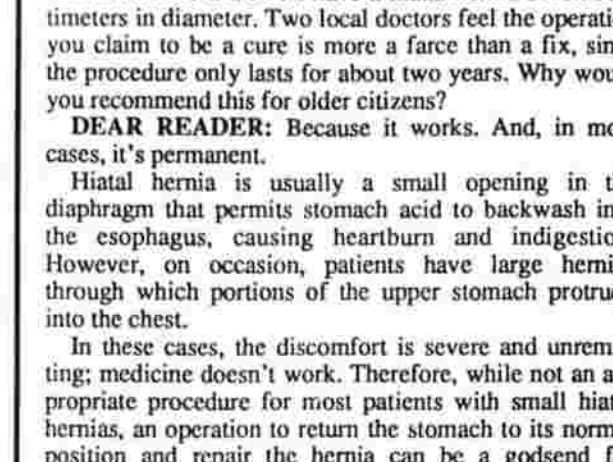 timeters in diameter. Two local doctors feel the operati
you claim to be a cure is more a farce than a fix, sin
the procedure only lasts for about two years. Why wou
you recommend this for older citizens?
DEAR READER: Because it works. And, in mo
cases, it's permanent.
Hiatal hernia is usually a small opening in t
diaphragm that permits stomach acid to backwash in
the esophagus, causing heartburn and indigestio
However, on occasion, patients have large herni
through which portions of the upper stomach protru
into the chest.
In these cases, the discomfort is severe and unrem
ting; medicine doesn't work. Therefore, while not an a
propriate procedure for most patients with small hiat
hernias, an operation to return the stomach to its norm
position and repair the hernia can be a godsend